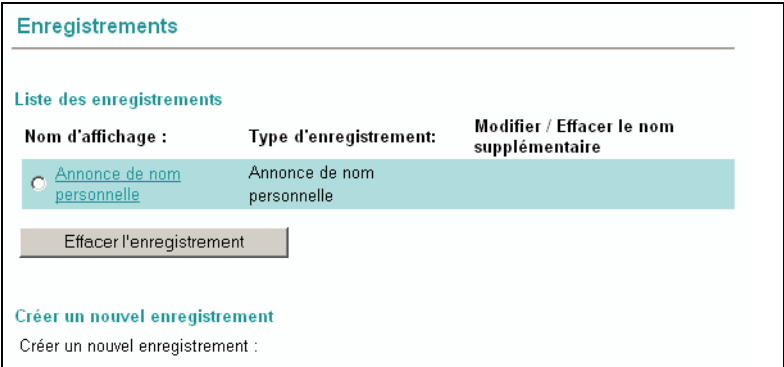 Enregistrements
Liste des enregistrements
Nom d'affichage :
Type d'enregistrement:
Modifier / Effacer le nom
supplémentaire
Annonce de nom
personnelle
Annonce de nom
personnelle
Effacer l'enregistrement
Créer un nouvel enregistrement
Créer un nouvel enregistrement :